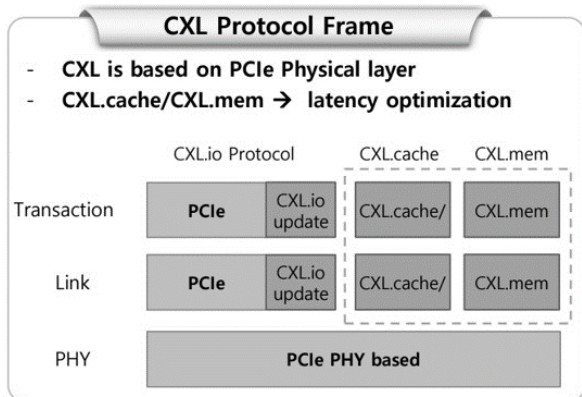 CXL Protocol Frame
- CXL is based on PCIe Physical layer
- CXL.cache/CXL.mem → latency optimization
CXL.io Protocol CXL.cache CXL.mem
Transaction PCIe CXL.io update CXL.cache/ CXL.mem
Link PCIe CXL.io update CXL.cache/ CXL.mem
PHY PCIe PHY based